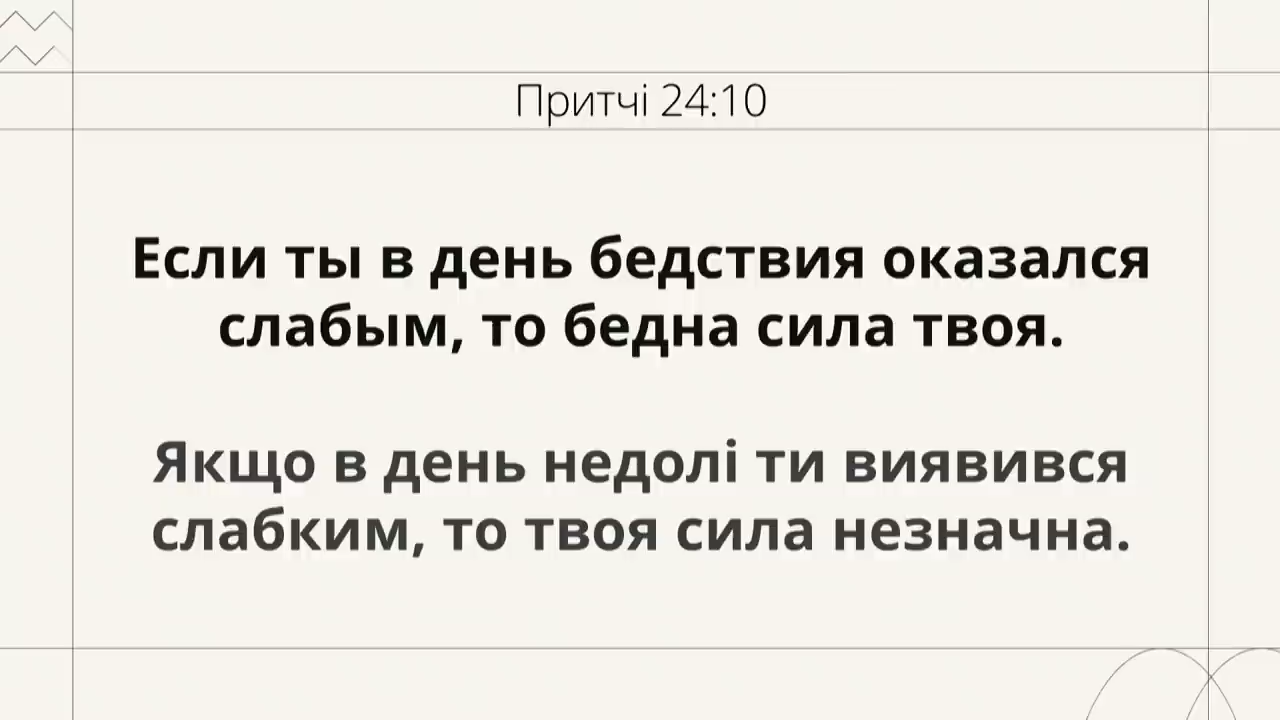 Притчі 24:10
Если ты в день бедствия оказался
слабым, то бедна сила твоя.
Якщо в день недолі ти виявився
слабким, то твоя сила незначна.